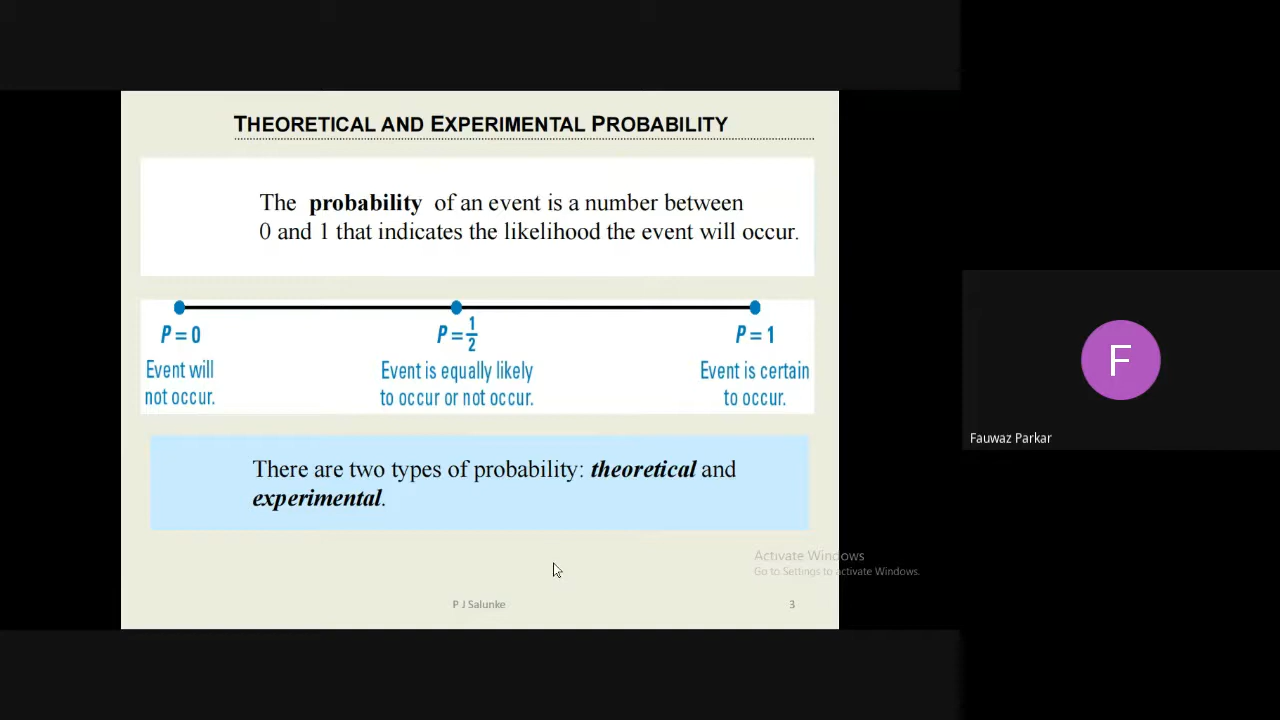 THEORETICAL AND EXPERIMENTAL PROBABILITY
The probability of an event is a number between
0 and 1 that indicates the likelihood the event will occur.
P = 0
Event will
not occur.
P = 1/2
Event is equally likely
to occur or not occur.
P = 1
Event is certain
to occur.
There are two types of probability: theoretical and
experimental.
Activate Windows
Go to Settings to activate Windows.
P J Salunke
3
F
Fauwaz Parkar